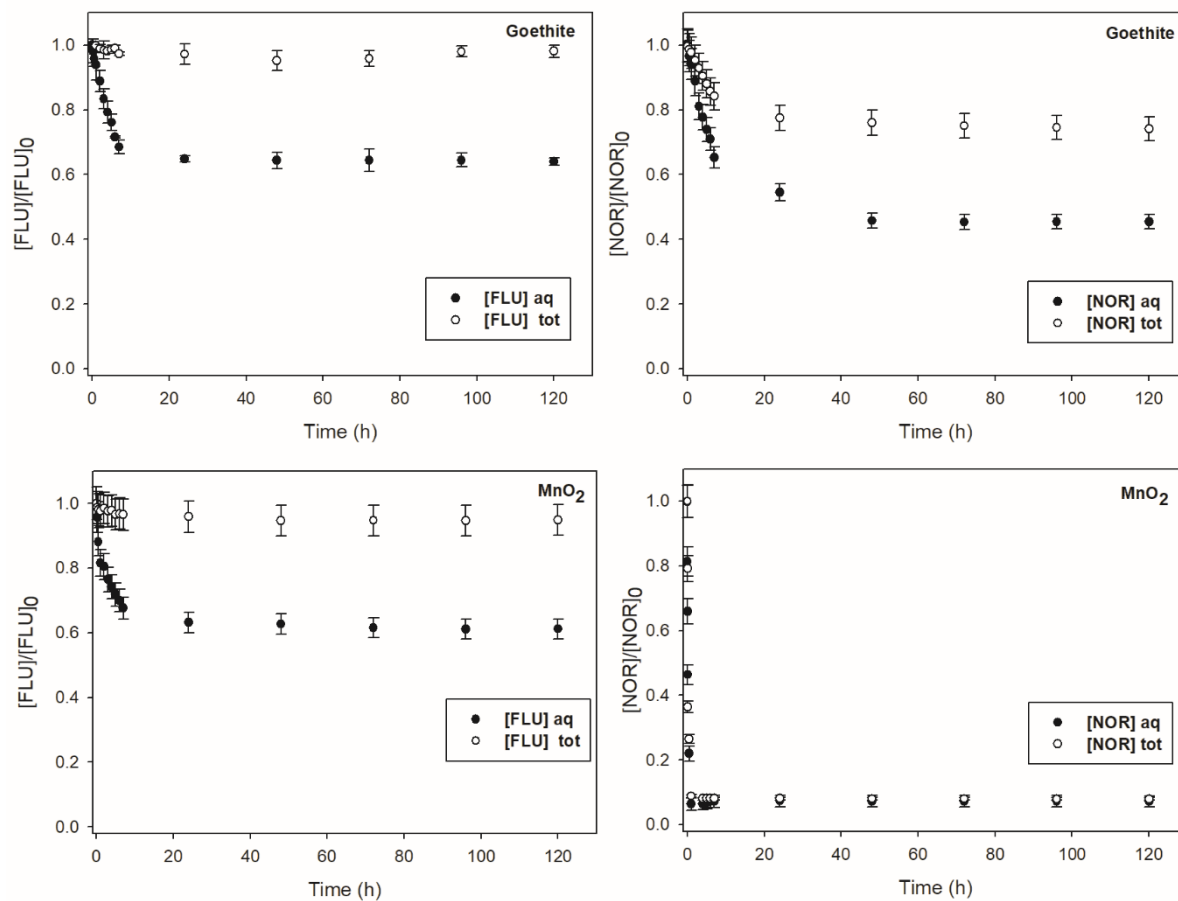 Goethite
[FLU]/[FLU]0
1.0
0.8
0.6
0.4
0.2
0.0
[FLU] aq
[FLU] tot
0 20 40 60 80 100 120
Time (h)
Goethite
[NOR]/[NOR]0
1.0
0.8
0.6
0.4
0.2
0.0
[NOR] aq
[NOR] tot
0 20 40 60 80 100 120
Time (h)
MnO2
[FLU]/[FLU]0
1.0
0.8
0.6
0.4
0.2
0.0
[FLU] aq
[FLU] tot
0 20 40 60 80 100 120
Time (h)
MnO2
[NOR]/[NOR]0
1.0
0.8
0.6
0.4
0.2
0.0
[NOR] aq
[NOR] tot
0 20 40 60 80 100 120
Time (h)